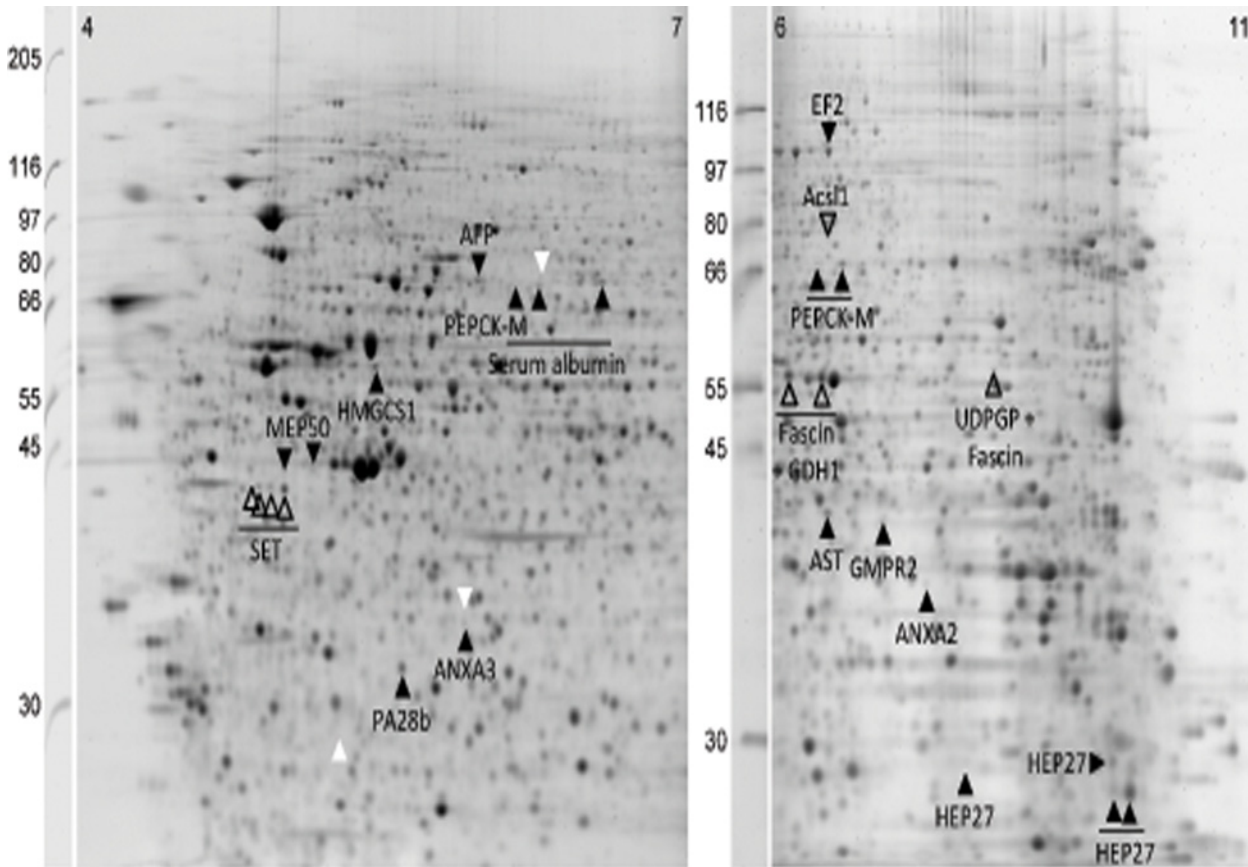 4
7
205
116
97
80
66
55
45
30
AFP
PEPCK-M
Serum albumin
HMGCS1
MEP50
SET
ANXA3
PA28b
6
11
116
97
80
66
55
45
30
EF2
Acsl1
PEPCK-M
Fascin
GDH1
UDPGP
Fascin
AST
GMPR2
ANXA2
HEP27
HEP27
HEP27